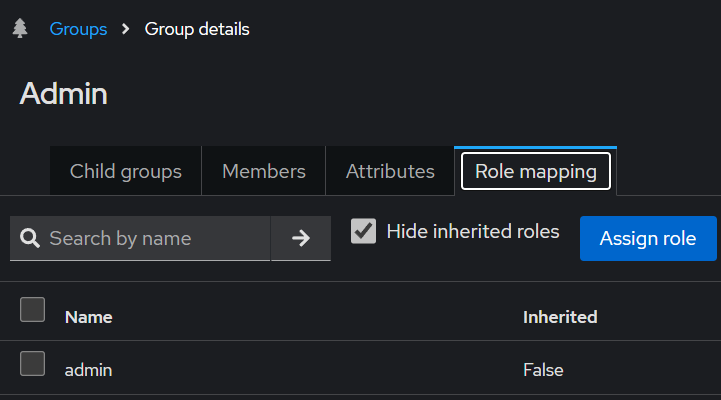 Groups > Group details
Admin
Child groups Members Attributes Role mapping
Search by name Hide inherited roles Assign role
Name Inherited
admin False